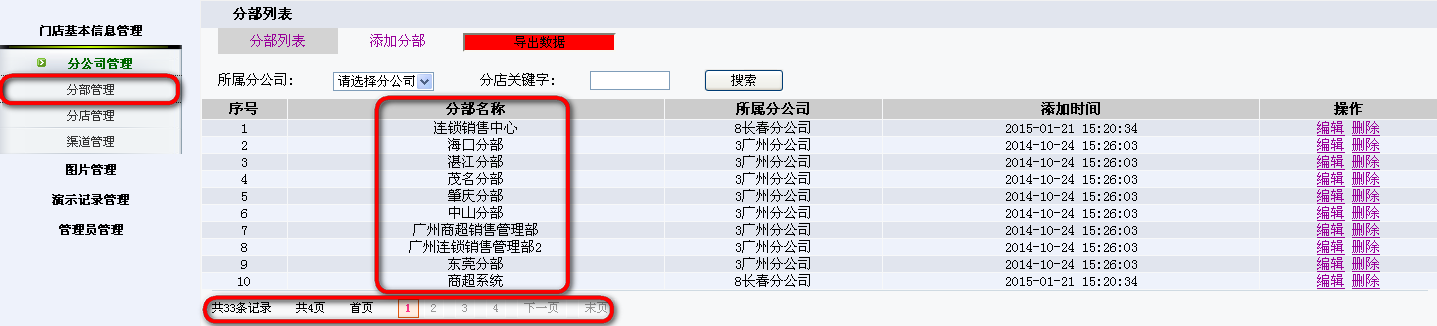 门店基本信息管理
分公司管理
分部管理
分店管理
渠道管理
图片管理
演示记录管理
管理员管理
分部列表
分部列表 添加分部 导出数据
所属分公司: 请选择分公司 分店关键字: 搜索
序号 分部名称 所属分公司 添加时间 操作
1 连锁销售中心 8长春分公司 2015-01-21 15:20:34 编辑 删除
2 海口分部 3广州分公司 2014-10-24 15:26:03 编辑 删除
3 湛江分部 3广州分公司 2014-10-24 15:26:03 编辑 删除
4 茂名分部 3广州分公司 2014-10-24 15:26:03 编辑 删除
5 肇庆分部 3广州分公司 2014-10-24 15:26:03 编辑 删除
6 中山分部 3广州分公司 2014-10-24 15:26:03 编辑 删除
7 广州商超销售管理部 3广州分公司 2014-10-24 15:26:03 编辑 删除
8 广州连锁销售管理部2 3广州分公司 2014-10-24 15:26:03 编辑 删除
9 东莞分部 3广州分公司 2014-10-24 15:26:03 编辑 删除
10 商超系统 8长春分公司 2015-01-21 15:20:34 编辑 删除
共33条记录 共4页 首页 1 2 3 4 下一页 末页